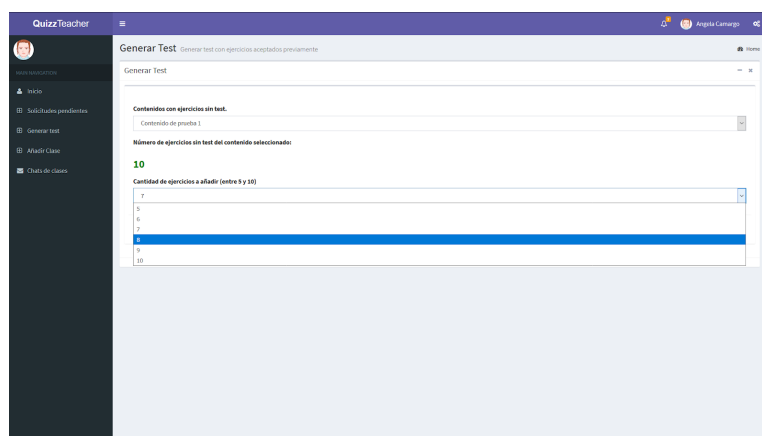 QuizzTeacher
Angela Camargo
Generar Test Generar test con ejercicios aceptados previamente
Home
MAIN NAVIGATION
Inicio
Solicitudes pendientes
Generar test
Añadir Clase
Chats de clases
Generar Test
Contenidos con ejercicios sin test.
Contenido de prueba 1
Número de ejercicios sin test del contenido seleccionado:
10
Cantidad de ejercicios a añadir (entre 5 y 10)
7
5
6
7
8
9
10